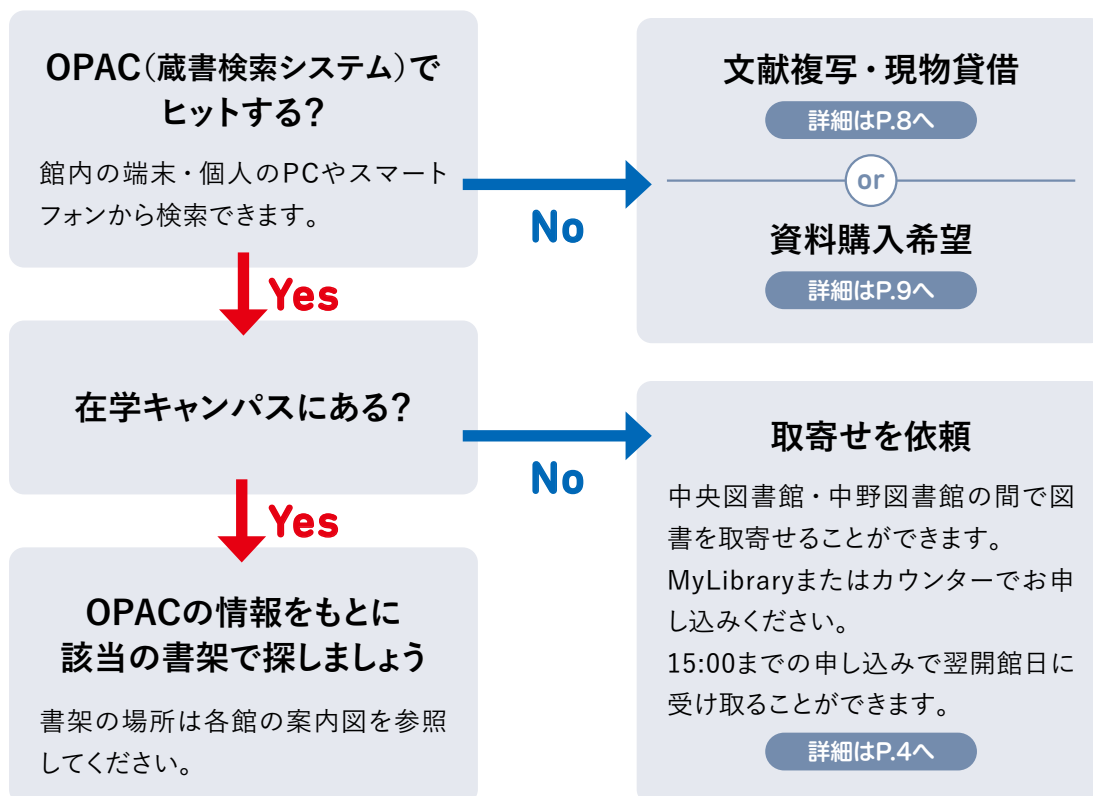 OPAC（蔵書検索システム）で
ヒットする？
館内の端末・個人のPCやスマート
フォンから検索できます。
No
文献複写・現物貸借
詳細はP.8へ
or
資料購入希望
詳細はP.9へ
Yes
在学キャンパスにある？
No
取寄せを依頼
中央図書館・中野図書館の間で図
書を取寄せることができます。
MyLibraryまたはカウンターでお申
し込みください。
15:00までの申し込みで翌開館日に
受け取ることができます。
詳細はP.4へ
Yes
OPACの情報をもとに
該当の書架で探しましょう
書架の場所は各館の案内図を参照
してください。